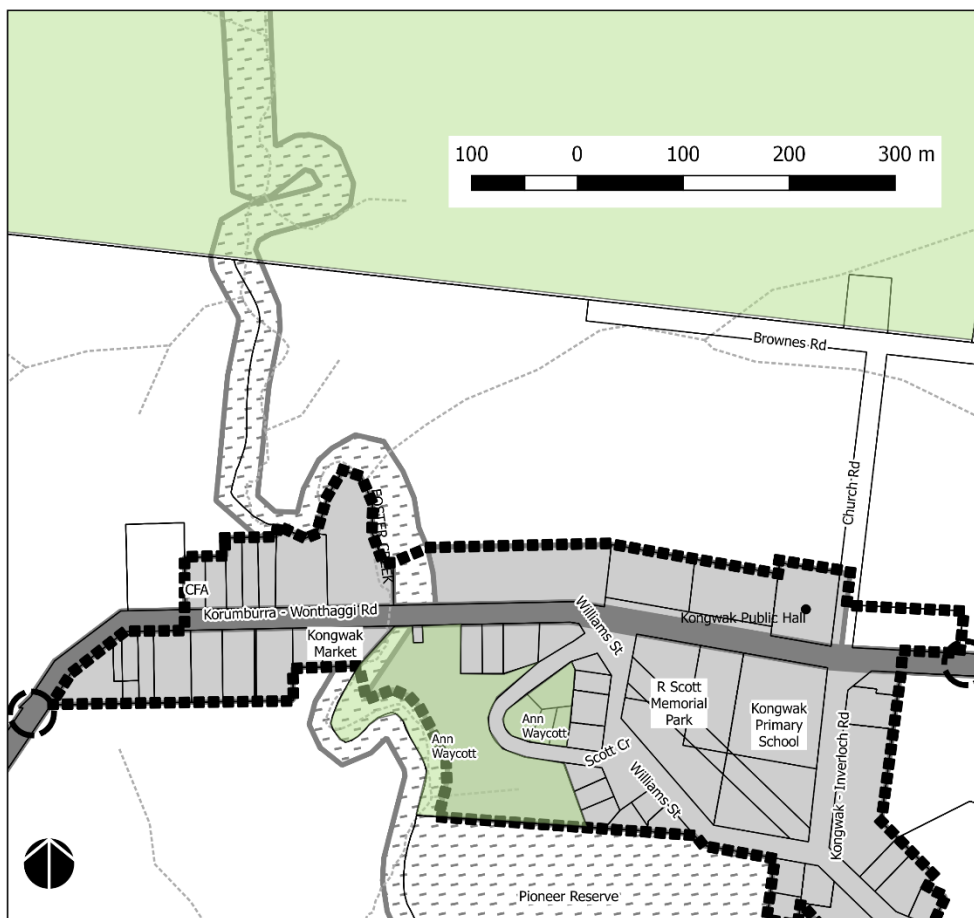 100 0 100 200 300 m
Brownes Rd
Church Rd
FOSTER CREEK
CFA
Korumburra - Wonthaggi Rd
Kongwak
Market
Williams St
Kongwak Public Hall
R Scott
Memorial
Park
Kongwak
Primary
School
Ann
Waycott
Ann
Waycott
Scott Cr
Williams St
Kongwak - Inverloch Rd
Pioneer Reserve